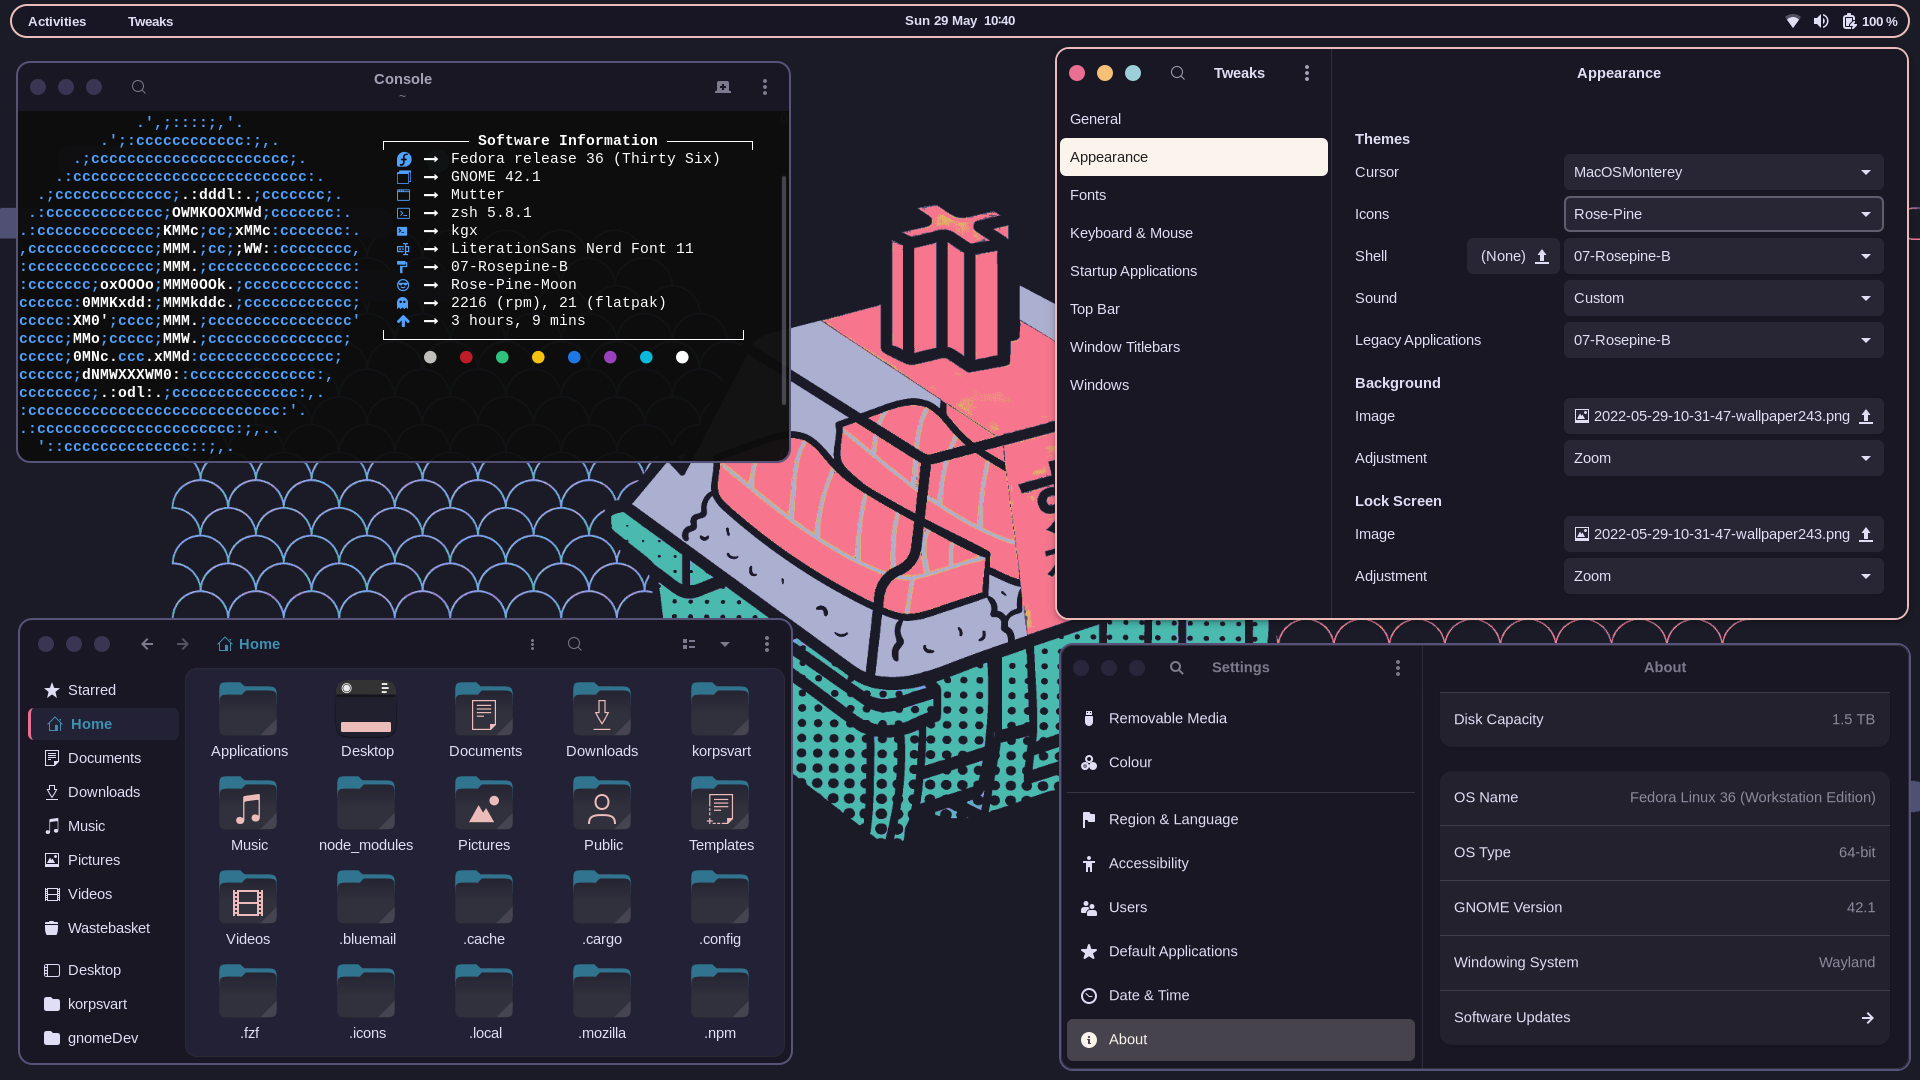 Activities
Tweaks
Sun 29 May 10:40
100 %
Console
~
.',;::::;,'.
.';:cccccccccccc:;,.
.;cccccccccccccccccccccc;.
.:cccccccccccccccccccccccccc:.
.;ccccccccccccc;.:dddl:.;ccccccc;.
.:ccccccccccccc;OWMKOOXMWd;ccccccc:.
.:ccccccccccccc;KMMc;cc;xMMc:ccccccc:.
,cccccccccccccc;MMM.;cc;;WW::cccccccc,
:cccccccccccccc;MMM.;cccccccccccccccc:
:ccccccc;oxOOOo;MMM0OOk.;cccccccccccc:
cccccc:0MMKxdd:;MMMkddc.;cccccccccccc;
ccccc:XM0';cccc;MMM.;cccccccccccccccc'
ccccc;MMo;ccccc;MMW.;ccccccccccccccc;
ccccc;0MNc.ccc.xMMd:ccccccccccccccc;
cccccc;dNMWXXXWM0::cccccccccccccc:,
cccccccc;.:odl:.;cccccccccccccc:,.
:cccccccccccccccccccccccccccc:'.
.:cccccccccccccccccccccc:;,..
'::cccccccccccccc::;,.
Software Information
Fedora release 36 (Thirty Six)
GNOME 42.1
Mutter
zsh 5.8.1
kgx
LiterationSans Nerd Font 11
07-Rosepine-B
Rose-Pine-Moon
2216 (rpm), 21 (flatpak)
3 hours, 9 mins
Tweaks
General
Appearance
Fonts
Keyboard & Mouse
Startup Applications
Top Bar
Window Titlebars
Windows
Appearance
Themes
Cursor MacOSMonterey
Icons Rose-Pine
Shell (None) 07-Rosepine-B
Sound Custom
Legacy Applications 07-Rosepine-B
Background
Image 2022-05-29-10-31-47-wallpaper243.png
Adjustment Zoom
Lock Screen
Image 2022-05-29-10-31-47-wallpaper243.png
Adjustment Zoom
Home
Starred
Home
Documents
Downloads
Music
Pictures
Videos
Wastebasket
Desktop
korpsvart
gnomeDev
Applications Desktop Documents Downloads korpsvart
Music node_modules Pictures Public Templates
Videos .bluemail .cache .cargo .config
.fzf .icons .local .mozilla .npm
Settings
Removable Media
Colour
Region & Language
Accessibility
Users
Default Applications
Date & Time
About
About
Disk Capacity 1.5 TB
OS Name Fedora Linux 36 (Workstation Edition)
OS Type 64-bit
GNOME Version 42.1
Windowing System Wayland
Software Updates